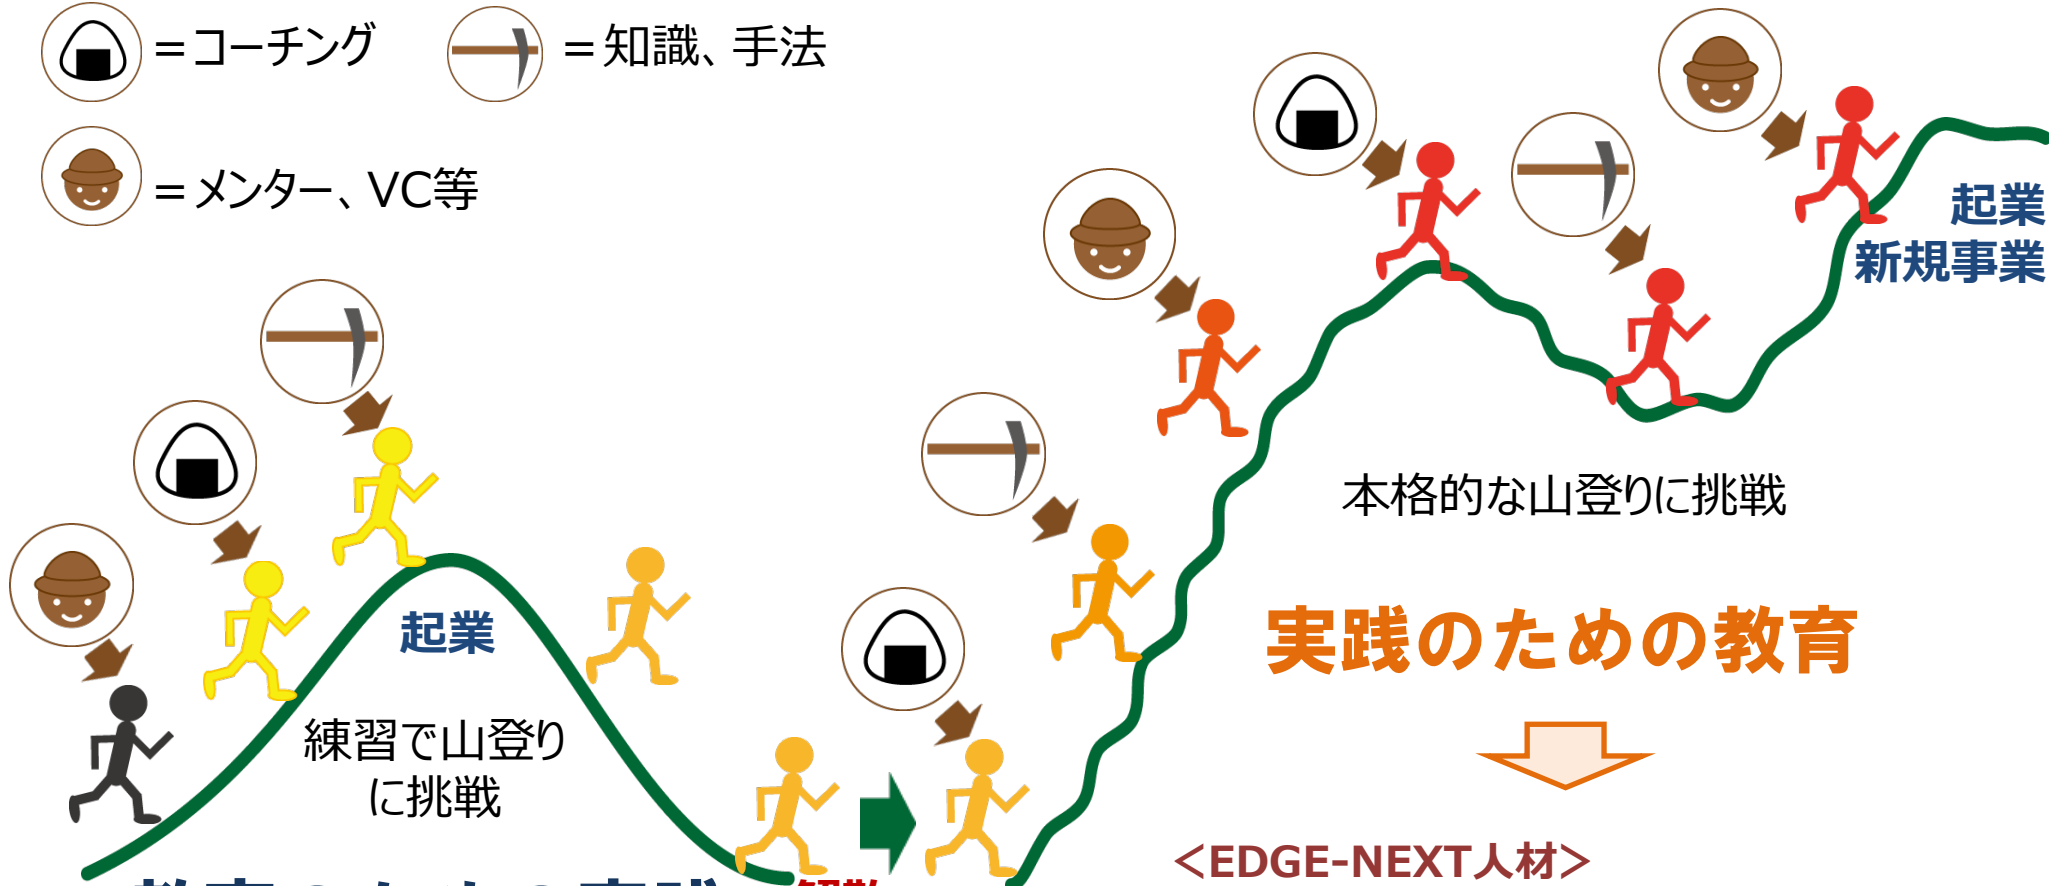 =コーチング
=知識、手法
=メンター、VC等
起業
新規事業
本格的な山登りに挑戦
起業
実践のための教育
練習で山登り
に挑戦
<EDGE-NEXT人材>